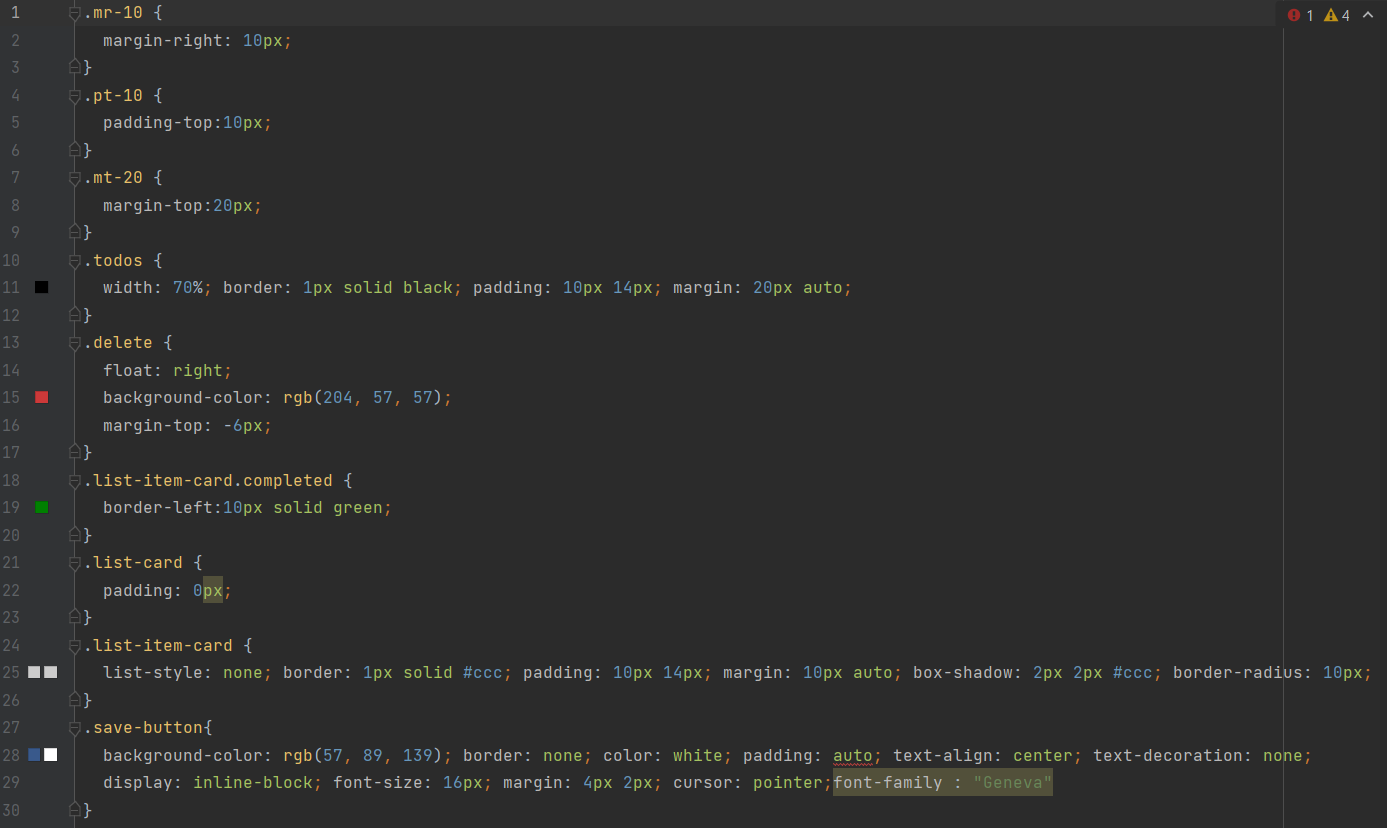 1 .mr-10 { 1 4
2 margin-right: 10px;
3 }
4 .pt-10 {
5 padding-top:10px;
6 }
7 .mt-20 {
8 margin-top:20px;
9 }
10 .todos {
11 width: 70%; border: 1px solid black; padding: 10px 14px; margin: 20px auto;
12 }
13 .delete {
14 float: right;
15 background-color: rgb(204, 57, 57);
16 margin-top: -6px;
17 }
18 .list-item-card.completed {
19 border-left:10px solid green;
20 }
21 .list-card {
22 padding: 0px;
23 }
24 .list-item-card {
25 list-style: none; border: 1px solid #ccc; padding: 10px 14px; margin: 10px auto; box-shadow: 2px 2px #ccc; border-radius: 10px;
26 }
27 .save-button{
28 background-color: rgb(57, 89, 139); border: none; color: white; padding: auto; text-align: center; text-decoration: none;
29 display: inline-block; font-size: 16px; margin: 4px 2px; cursor: pointer;font-family : "Geneva"
30 }